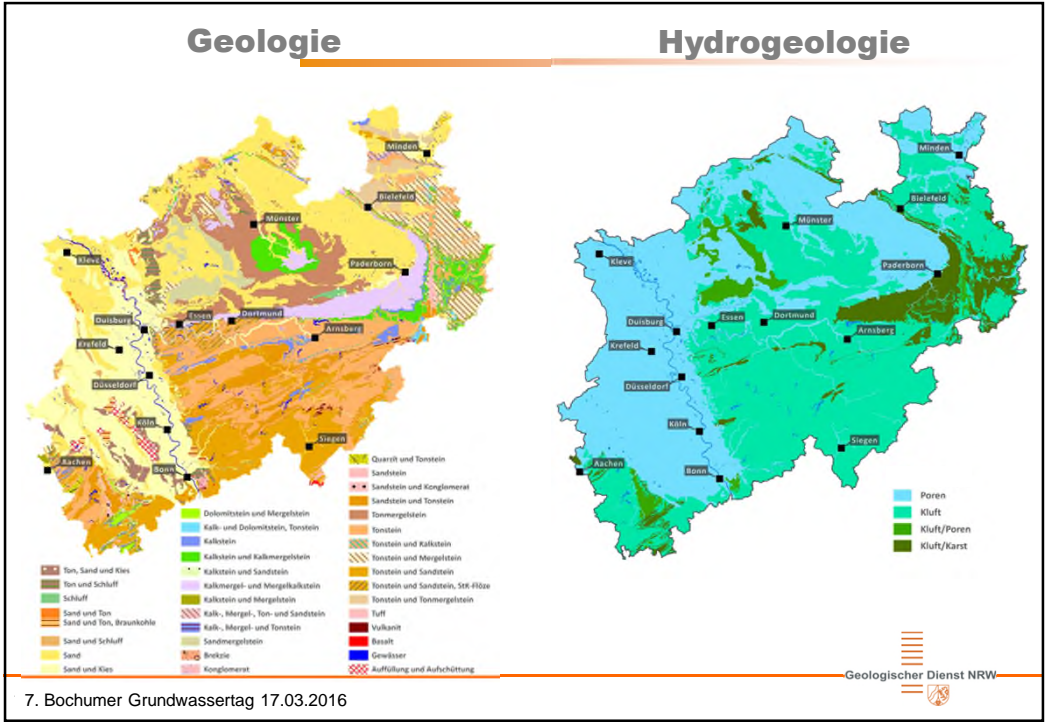 Geologie
Hydrogeologie
Minden
Bielefeld
Münster
Kleve
Paderborn
Essen
Dortmund
Duisburg
Arnsberg
Krefeld
Düsseldorf
Köln
Siegen
Aachen
Bonn
Minden
Bielefeld
Münster
Kleve
Paderborn
Essen
Dortmund
Duisburg
Arnsberg
Krefeld
Düsseldorf
Köln
Siegen
Aachen
Bonn
Ton, Sand und Kies
Ton und Schluff
Schluff
Sand und Ton
Sand und Ton, Braunkohle
Sand und Schluff
Sand
Sand und Kies
Dolomitstein und Mergelstein
Kalk- und Dolomitstein, Tonstein
Kalkstein
Kalkstein und Kalkmergelstein
Kalkstein und Sandstein
Kalkmergel- und Mergelkalkstein
Kalkstein und Mergelstein
Kalk-, Mergel-, Ton- und Sandstein
Kalk-, Mergel- und Tonstein
Sandmergelstein
Brekzie
Konglomerat
Quarzit und Tonstein
Sandstein
Sandstein und Konglomerat
Sandstein und Tonstein
Tonmergelstein
Tonstein
Tonstein und Kalkstein
Tonstein und Mergelstein
Tonstein und Sandstein
Tonstein und Sandstein, StK-Flöze
Tonstein und Tonmergelstein
Tuff
Vulkanit
Basalt
Gewässer
Auffüllung und Aufschüttung
Poren
Kluft
Kluft/Poren
Kluft/Karst
Geologischer Dienst NRW
7. Bochumer Grundwassertag 17.03.2016